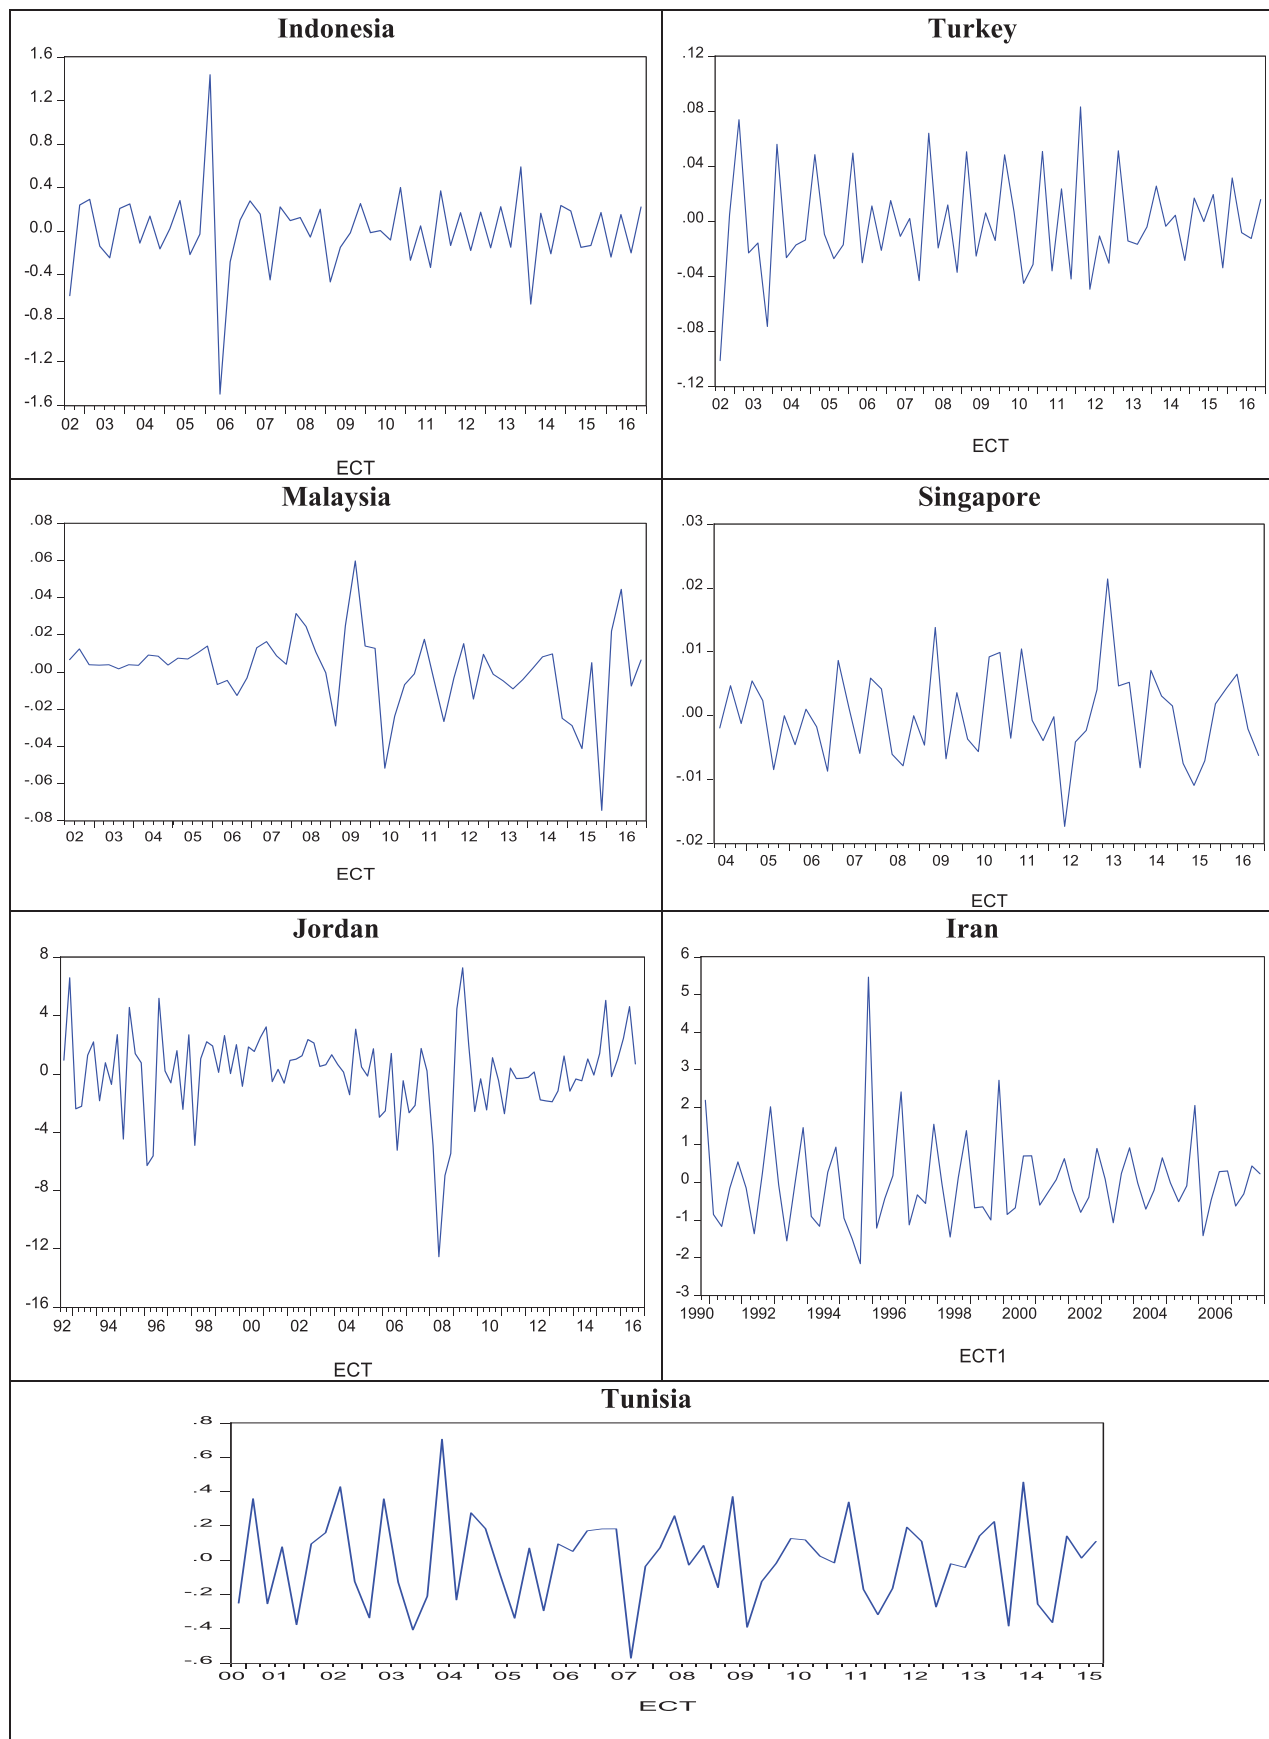 Indonesia
1.6
1.2
0.8
0.4
0.0
-0.4
-0.8
-1.2
-1.6
02 03 04 05 06 07 08 09 10 11 12 13 14 15 16
ECT
Turkey
.12
.08
.04
.00
-.04
-.08
-.12
02 03 04 05 06 07 08 09 10 11 12 13 14 15 16
ECT
Malaysia
.08
.06
.04
.02
.00
-.02
-.04
-.06
-.08
02 03 04 05 06 07 08 09 10 11 12 13 14 15 16
ECT
Singapore
.03
.02
.01
.00
-.01
-.02
04 05 06 07 08 09 10 11 12 13 14 15 16
ECT
Jordan
8
4
0
-4
-8
-12
-16
92 94 96 98 00 02 04 06 08 10 12 14 16
ECT
Iran
6
5
4
3
2
1
0
-1
-2
-3
1990 1992 1994 1996 1998 2000 2002 2004 2006
ECT1
Tunisia
.8
.6
.4
.2
.0
-.2
-.4
-.6
00 01 02 03 04 05 06 07 08 09 10 11 12 13 14 15
ECT